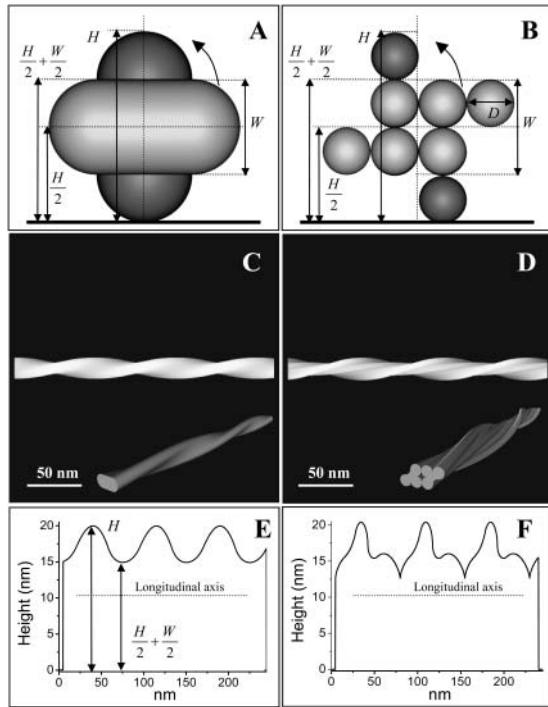 A
H
H/2 + W/2
W
H/2
B
H
H/2 + W/2
D
W
H/2
C
50 nm
D
50 nm
E
H
Longitudinal axis
H/2 + W/2
Height (nm)
20
15
10
5
0
0 50 100 150 200
nm
F
Longitudinal axis
Height (nm)
20
15
10
5
0
0 50 100 150 200
nm